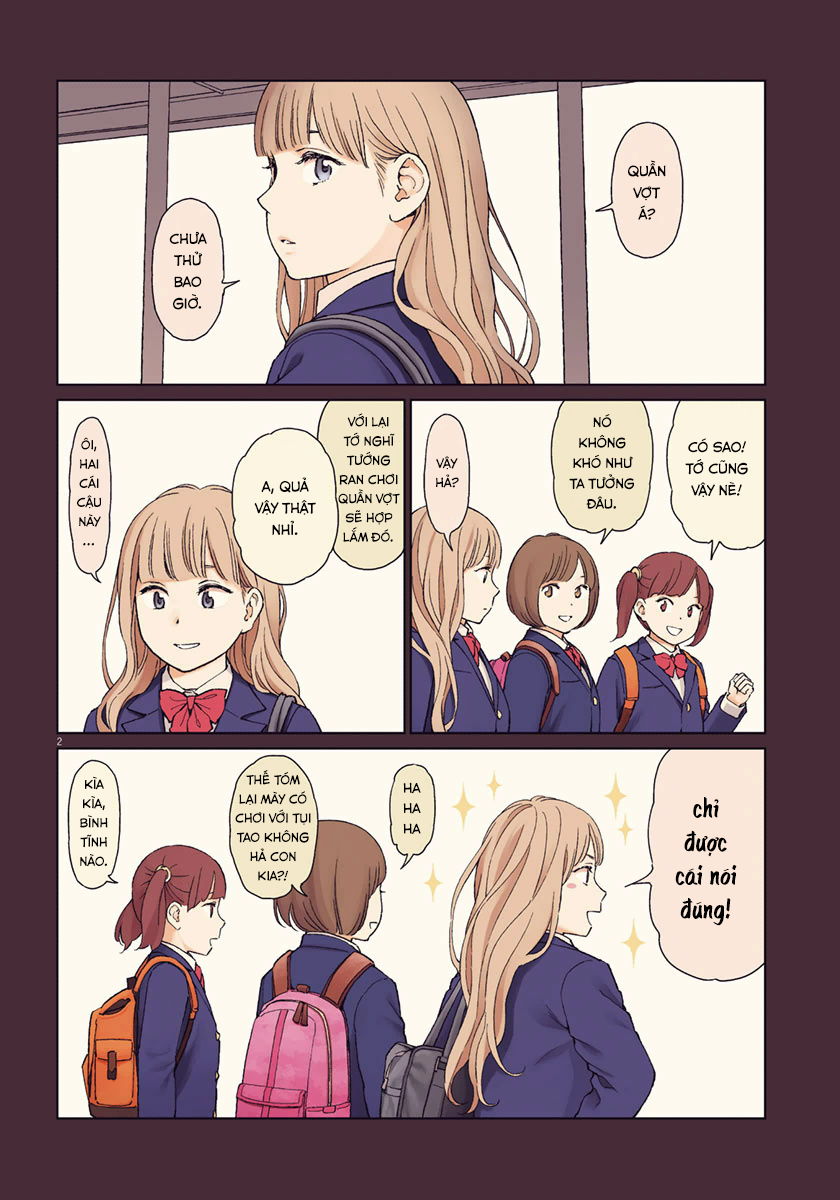 QUẦN
VỢT
Á?
CHƯA
THỬ
BAO
GIỜ.
CÓ SAO!
TỚ CŨNG
VẬY NÈ!
NÓ
KHÔNG
KHÓ NHƯ
TA TƯỞNG
ĐÂU.
VẬY
HẢ?
VỚI LẠI
TỚ NGHĨ
TƯỚNG
RAN CHƠI
QUẦN VỢT
SẼ HỢP
LẮM ĐÓ.
A, QUẢ
VẬY THẬT
NHỈ.
ÔI,
HAI
CÁI
CẬU
NÀY
...
2
chỉ
được
cái nói
đúng!
HA
HA
HA
THẾ TÓM
LẠI MÀY CÓ
CHƠI VỚI TỤI
TAO KHÔNG
HẢ CON
KIA?!
KÌA
KÌA,
BÌNH
TĨNH
NÀO.